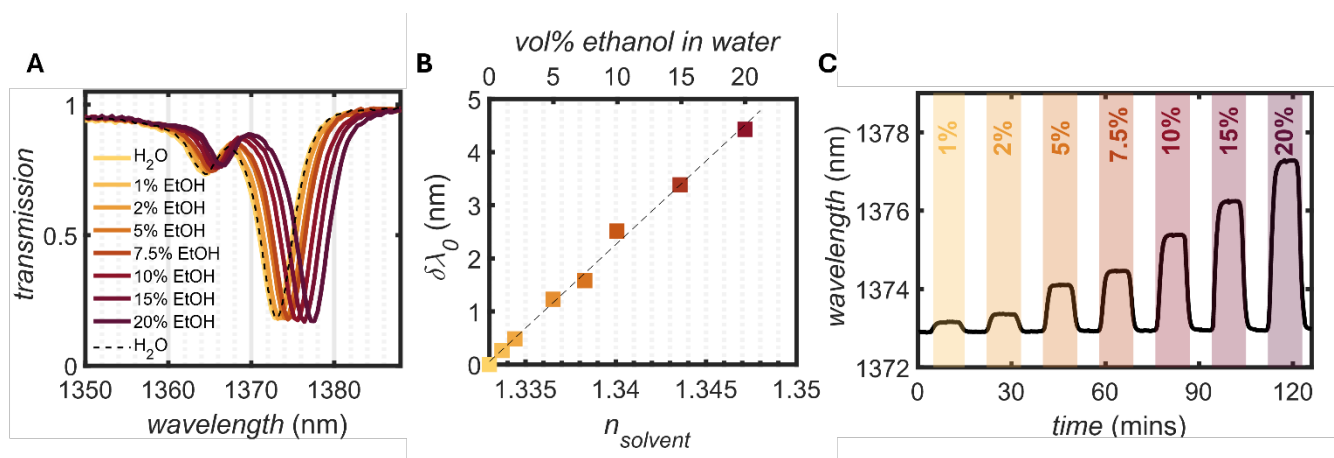 A
transmission
1
0.5
0
H2O
1% EtOH
2% EtOH
5% EtOH
7.5% EtOH
10% EtOH
15% EtOH
20% EtOH
H2O
1350 1360 1370 1380
wavelength (nm)
B
vol% ethanol in water
0 5 10 15 20
δλ0 (nm)
5
4
3
2
1
0
1.335 1.34 1.345 1.35
nsolvent
C
wavelength (nm)
1378
1376
1374
1372
1%
2%
5%
7.5%
10%
15%
20%
0 30 60 90 120
time (mins)